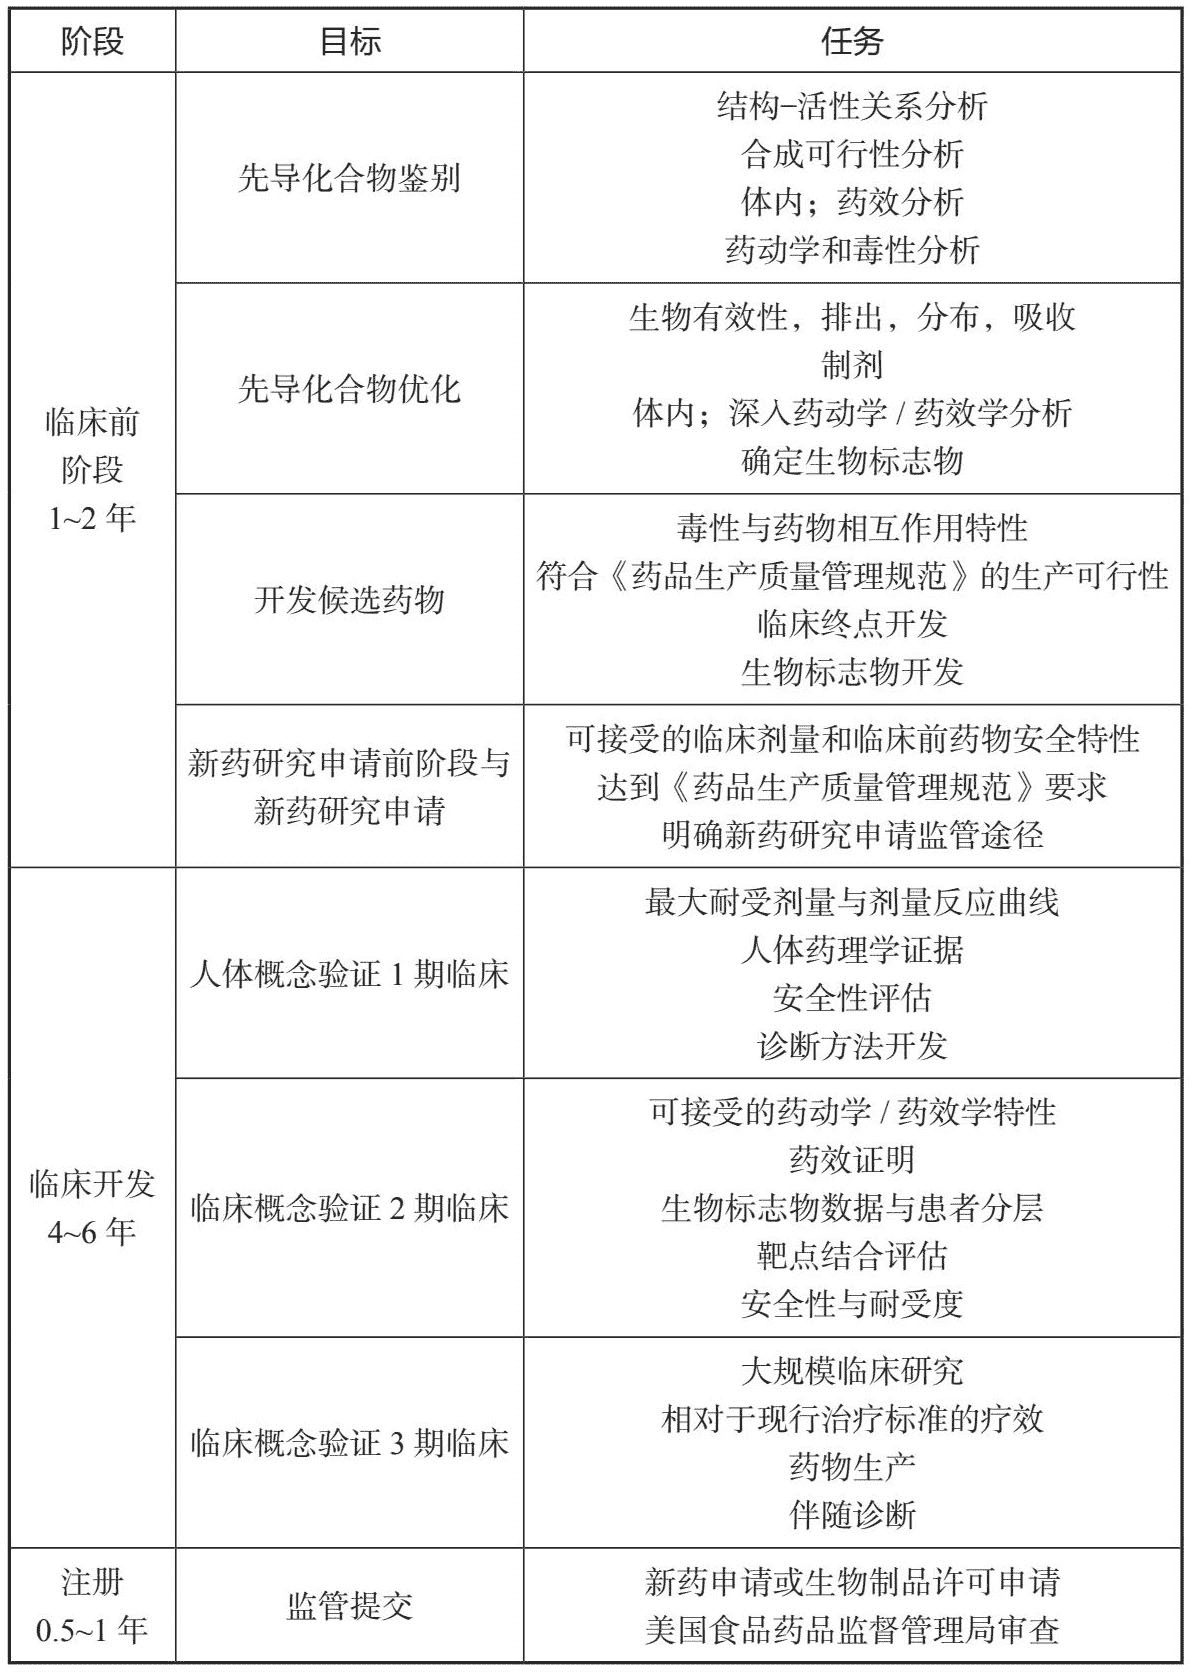 阶段 目标 任务
临床前
阶段
1~2 年
先导化合物鉴别
结构–活性关系分析
合成可行性分析
体内；药效分析
药动学和毒性分析
先导化合物优化
生物有效性，排出，分布，吸收
制剂
体内；深入药动学 / 药效学分析
确定生物标志物
开发候选药物
毒性与药物相互作用特性
符合《药品生产质量管理规范》的生产可行性
临床终点开发
生物标志物开发
新药研究申请前阶段与
新药研究申请
可接受的临床剂量和临床前药物安全特性
达到《药品生产质量管理规范》要求
明确新药研究申请监管途径
临床开发
4~6 年
人体概念验证 1 期临床
最大耐受剂量与剂量反应曲线
人体药理学证据
安全性评估
诊断方法开发
临床概念验证 2 期临床
可接受的药动学 / 药效学特性
药效证明
生物标志物数据与患者分层
靶点结合评估
安全性与耐受度
临床概念验证 3 期临床
大规模临床研究
相对于现行治疗标准的疗效
药物生产
伴随诊断
注册
0.5~1 年
监管提交
新药申请或生物制品许可申请
美国食品药品监督管理局审查